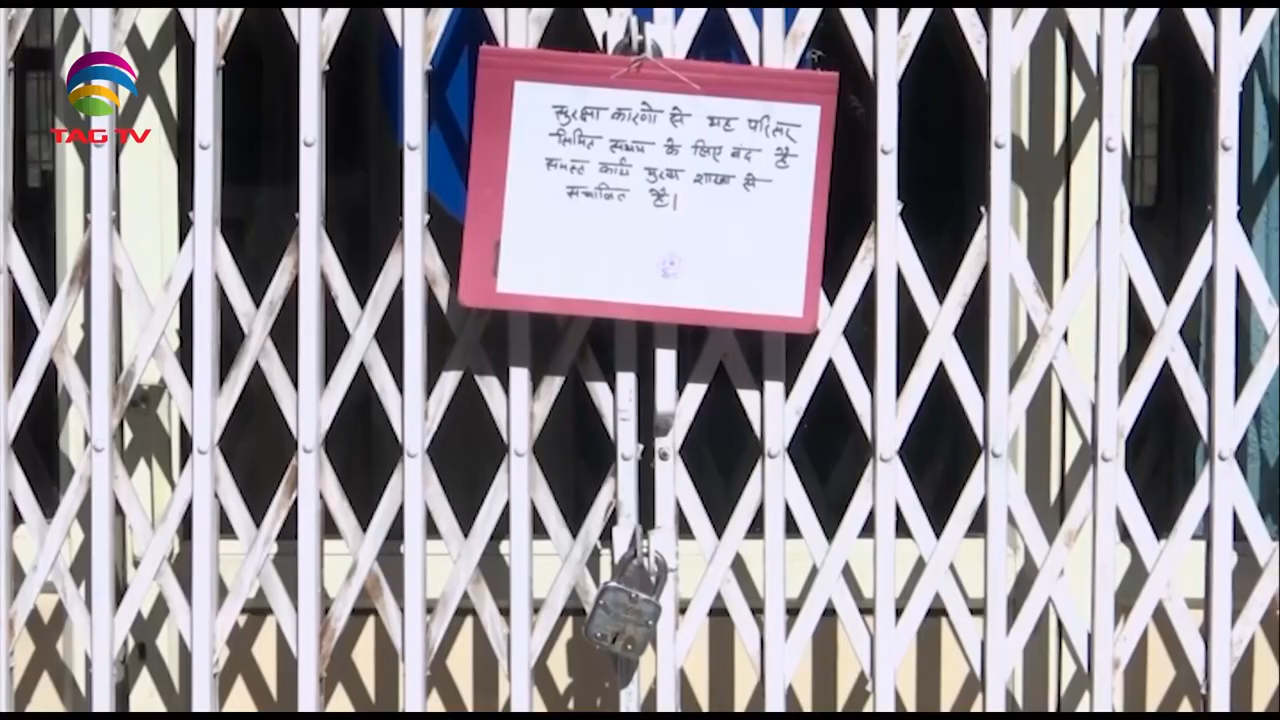 TAG TV
सुरक्षा कारणों से यह परिसर
सिमित समय के लिए बंद है
समस्त कार्य मुख्य शाखा से
संचालित है।